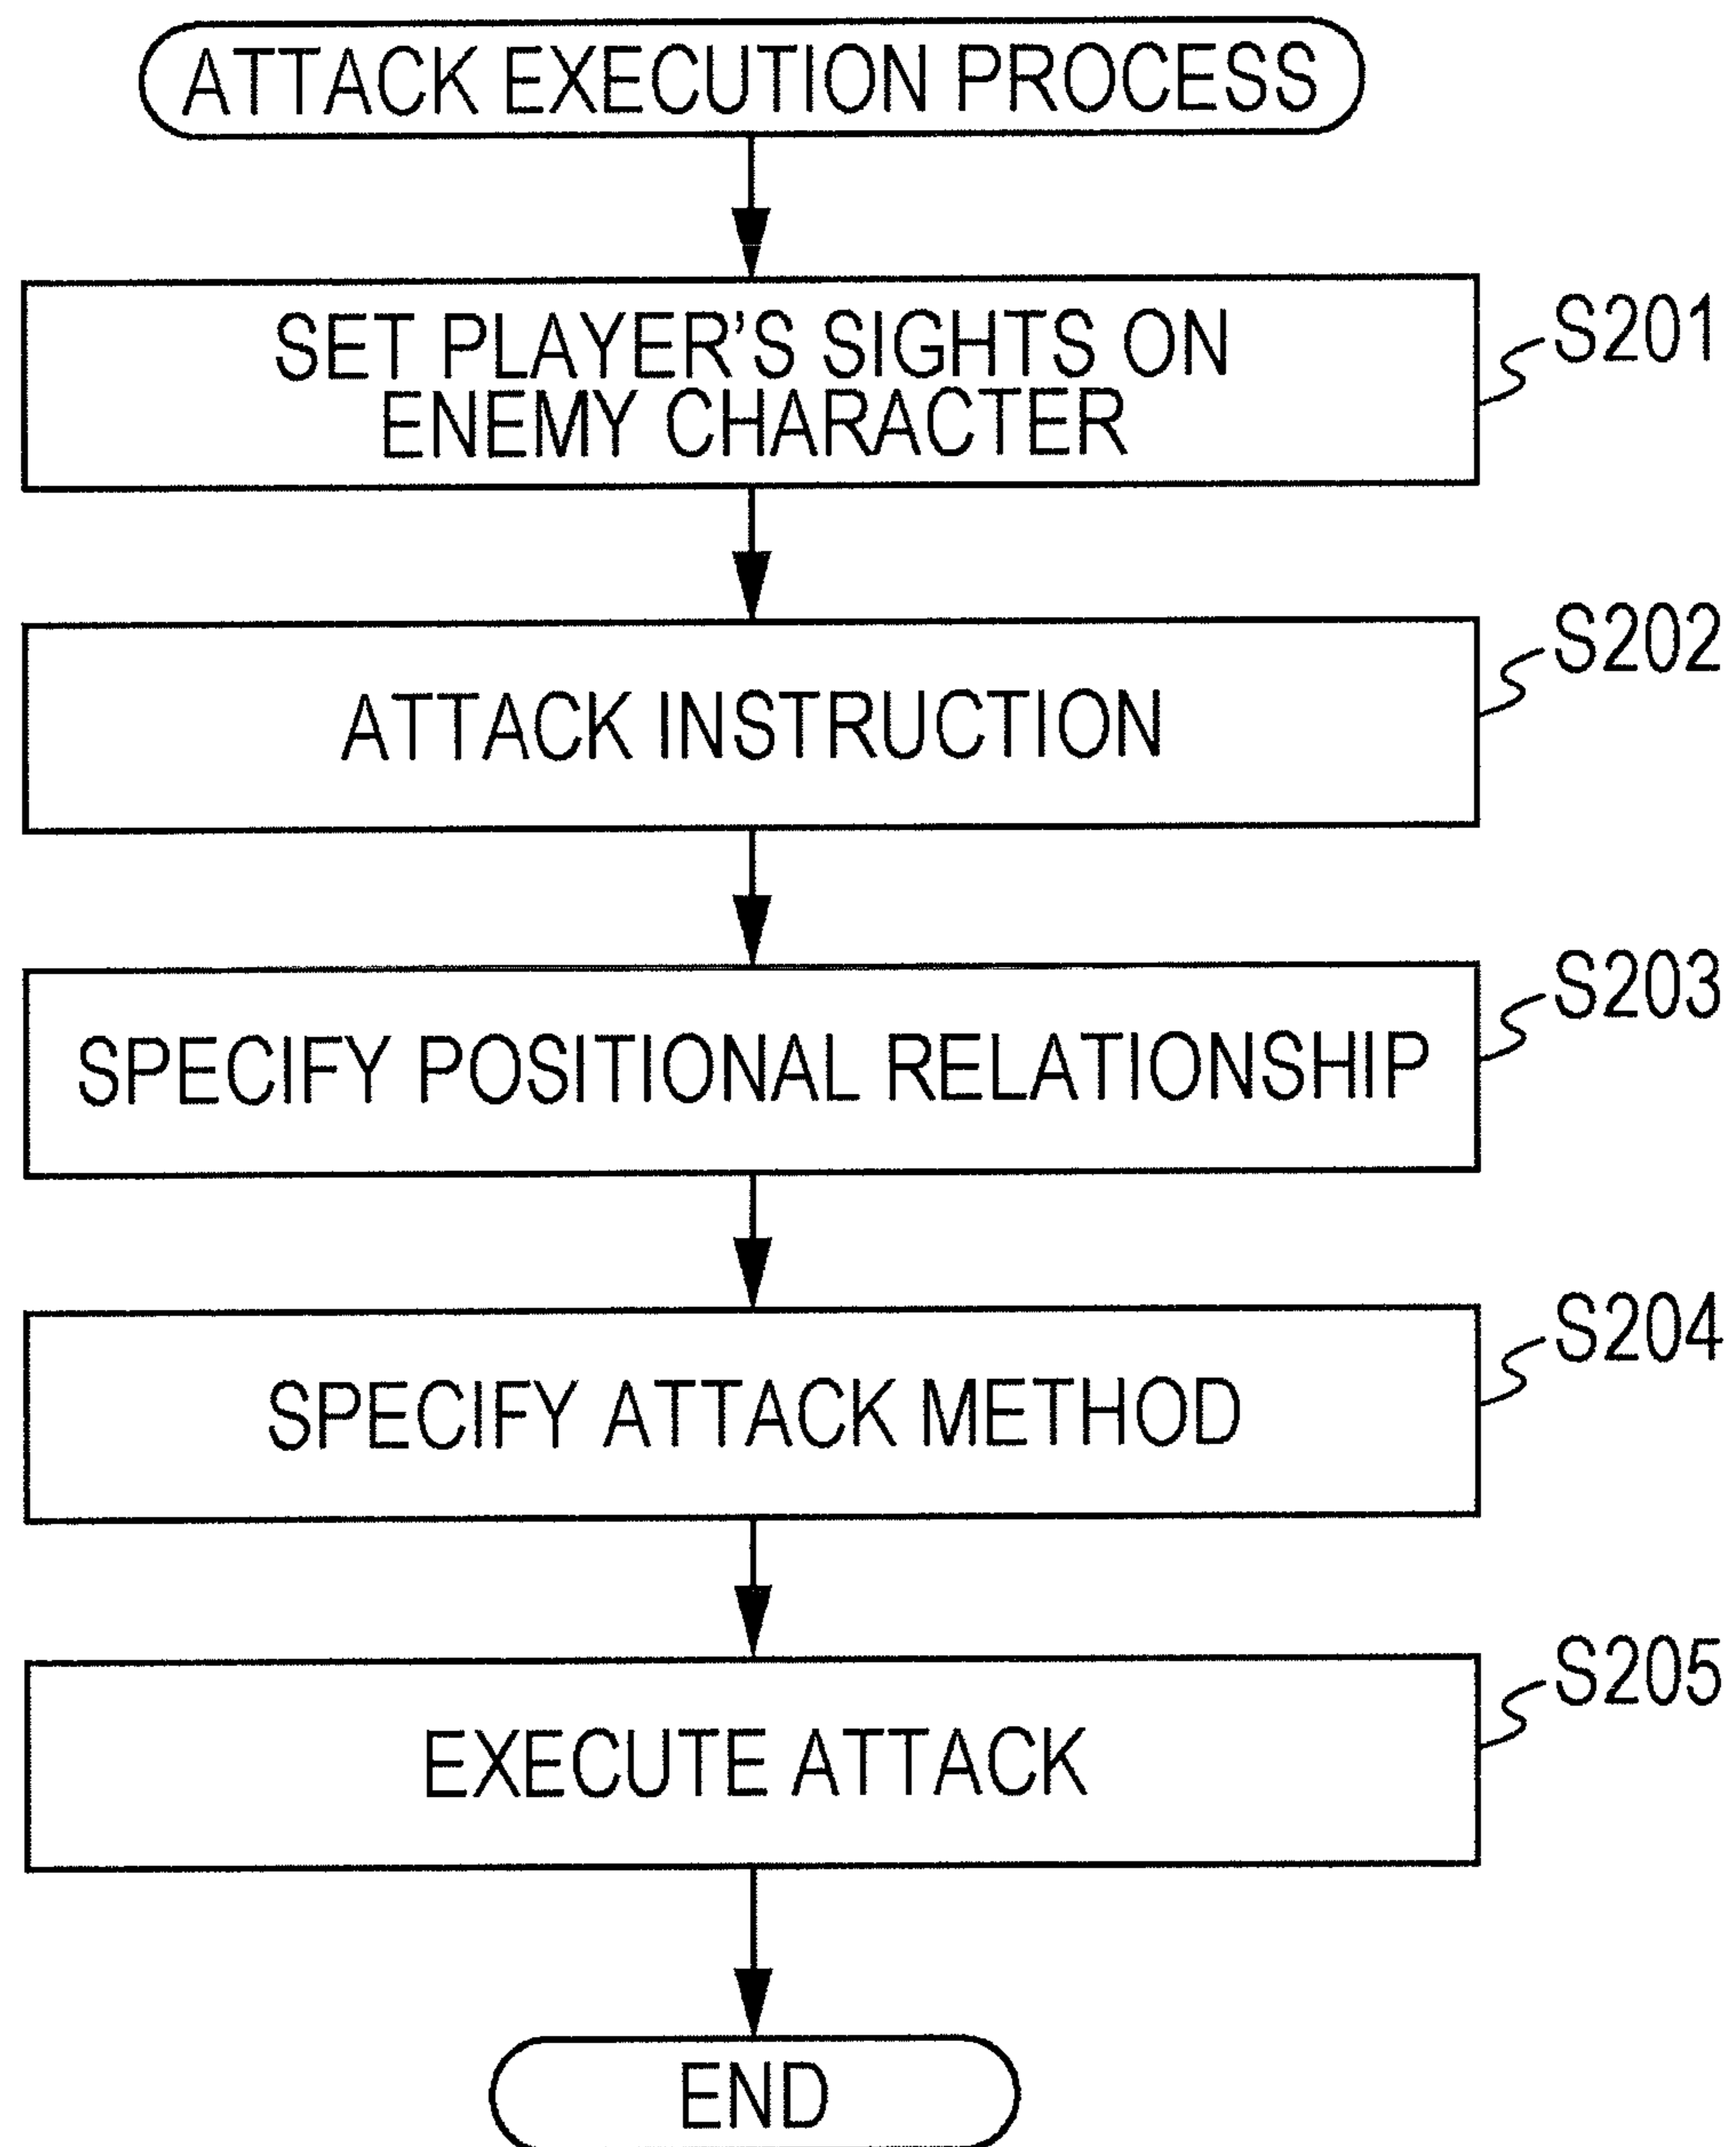 ATTACK EXECUTION PROCESS
SET PLAYER’S SIGHTS ON
ENEMY CHARACTER
S201
ATTACK INSTRUCTION
S202
SPECIFY POSITIONAL RELATIONSHIP
S203
SPECIFY ATTACK METHOD
S204
EXECUTE ATTACK
S205
END